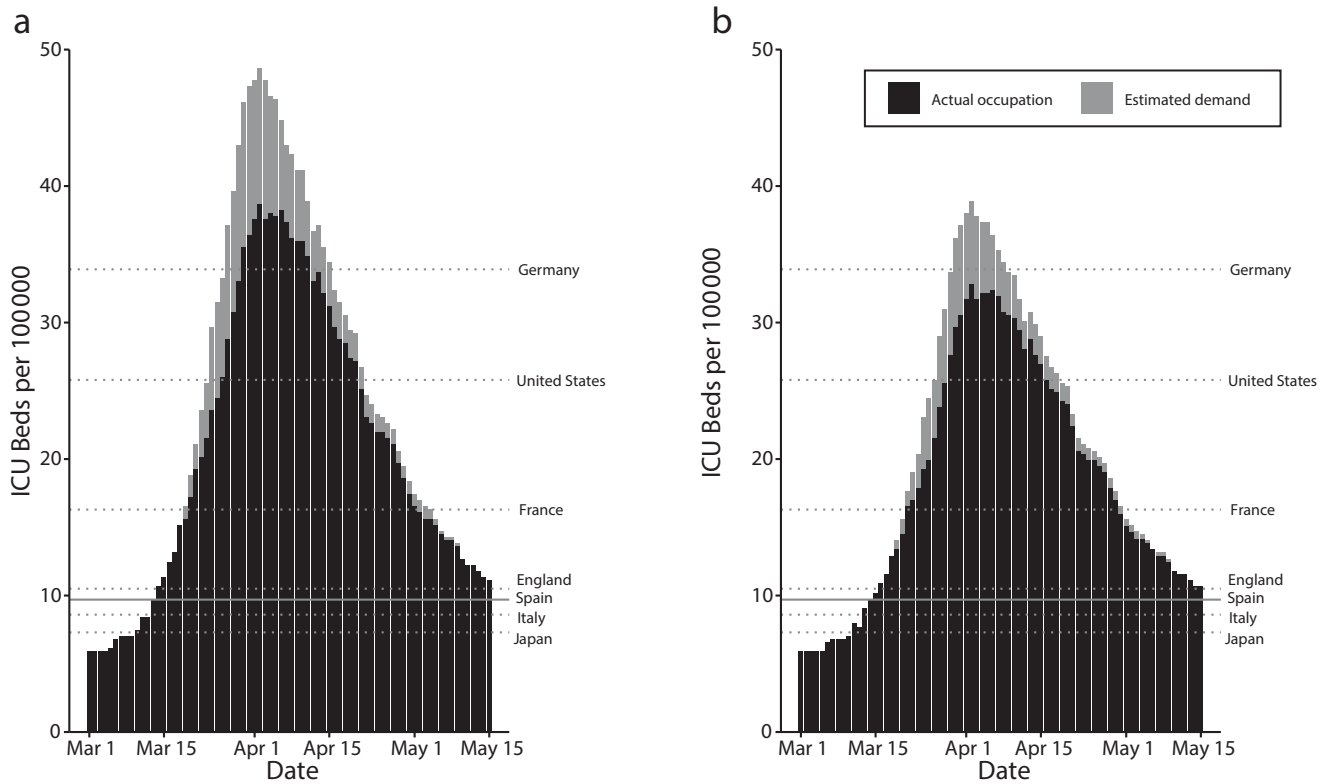 a
50
40
30
20
10
0
ICU Beds per 100000
Germany
United States
France
England
Spain
Italy
Japan
Mar 1
Mar 15
Apr 1
Apr 15
May 1
May 15
Date
b
Actual occupation
Estimated demand
50
40
30
20
10
0
ICU Beds per 100000
Germany
United States
France
England
Spain
Italy
Japan
Mar 1
Mar 15
Apr 1
Apr 15
May 1
May 15
Date